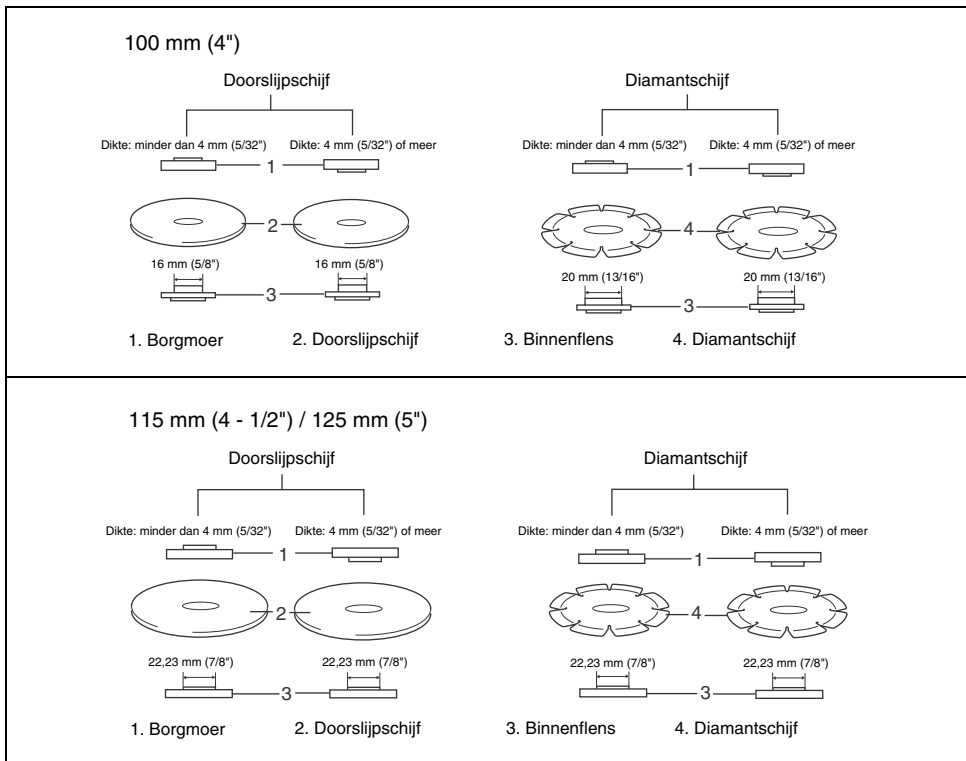 100 mm (4")
Doorslijpschijf Diamantschijf
Dikte: minder dan 4 mm (5/32") Dikte: 4 mm (5/32") of meer Dikte: minder dan 4 mm (5/32") Dikte: 4 mm (5/32") of meer
1 1
2 4
16 mm (5/8") 16 mm (5/8") 20 mm (13/16") 20 mm (13/16")
3 3
1. Borgmoer 2. Doorslijpschijf 3. Binnenflens 4. Diamantschijf
115 mm (4 - 1/2") / 125 mm (5")
Doorslijpschijf Diamantschijf
Dikte: minder dan 4 mm (5/32") Dikte: 4 mm (5/32") of meer Dikte: minder dan 4 mm (5/32") Dikte: 4 mm (5/32") of meer
1 1
2 4
22,23 mm (7/8") 22,23 mm (7/8") 22,23 mm (7/8") 22,23 mm (7/8")
3 3
1. Borgmoer 2. Doorslijpschijf 3. Binnenflens 4. Diamantschijf